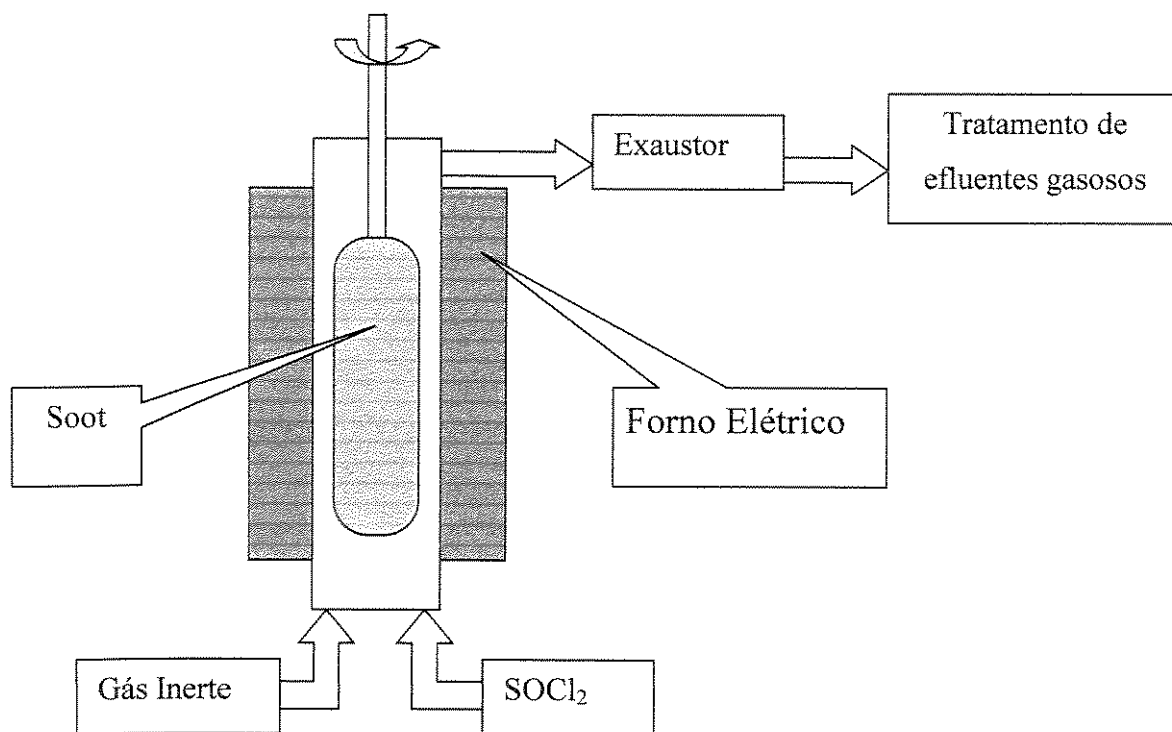 Exaustor
Tratamento de
efluentes gasosos
Soot
Forno Elétrico
Gás Inerte
SOCl₂